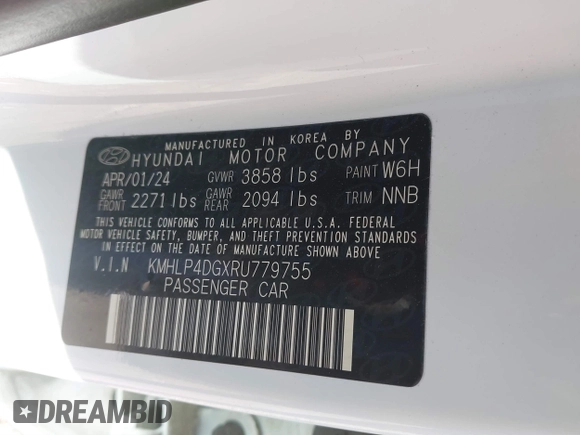 MANUFACTURED IN KOREA BY
HYUNDAI MOTOR COMPANY
APR/01/24 GVWR 3858 lbs PAINT W6H
GAWR FRONT 2271 lbs GAWR REAR 2094 lbs TRIM NNB
THIS VEHICLE CONFORMS TO ALL APPLICABLE U.S.A. FEDERAL
MOTOR VEHICLE SAFETY, BUMPER, AND THEFT PREVENTION STANDARDS
IN EFFECT ON THE DATE OF MANUFACTURE SHOWN ABOVE
V.I.N KMHLP4DGXRU779755
PASSENGER CAR
DREAMBID